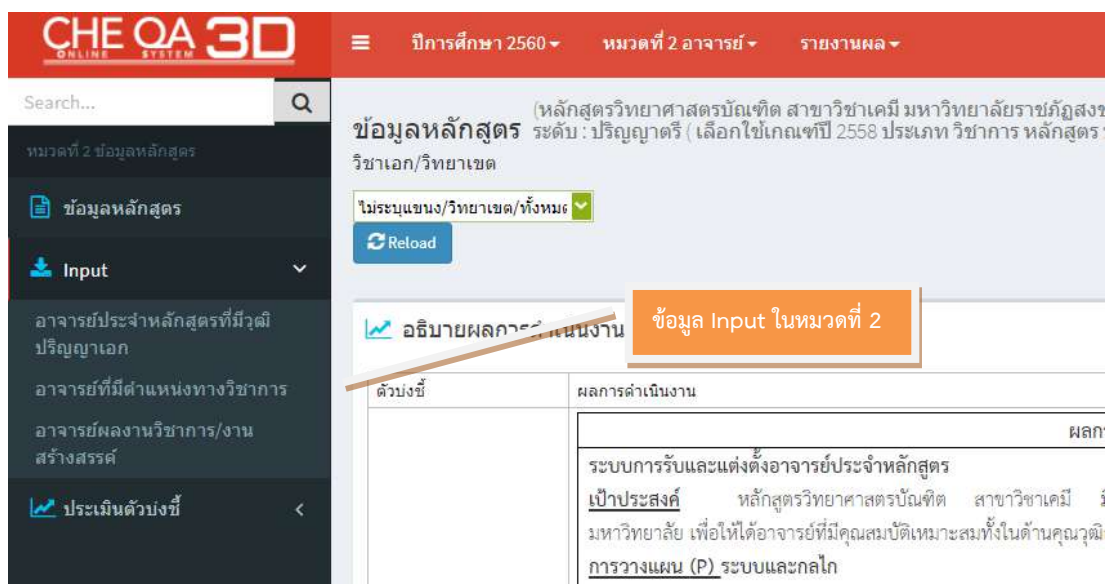 CHE QA 3D
ONLINE SYSTEM
ปีการศึกษา 2560 หมวดที่ 2 อาจารย์ รายงานผล
Search...
หมวดที่ 2 ข้อมูลหลักสูตร
ข้อมูลหลักสูตร
Input
อาจารย์ประจำหลักสูตรที่มีวุฒิ
ปริญญาเอก
อาจารย์ที่มีตำแหน่งทางวิชาการ
อาจารย์ผลงานวิชาการ/งาน
สร้างสรรค์
ประเมินตัวบ่งชี้
(หลักสูตรวิทยาศาสตรบัณฑิต สาขาวิชาเคมี มหาวิทยาลัยราชภัฏสงข
ข้อมูลหลักสูตร ระดับ : ปริญญาตรี ( เลือกใช้เกณฑ์ปี 2558 ประเภท วิชาการ หลักสูตร
วิชาเอก/วิทยาเขต
ไม่ระบุแขนง/วิทยาเขต/ทั้งหมด
Reload
อธิบายผลการดำเนินงาน
ข้อมูล Input ในหมวดที่ 2
ตัวบ่งชี้ ผลการดำเนินงาน
ผลกา
ระบบการรับและแต่งตั้งอาจารย์ประจำหลักสูตร
เป้าประสงค์ หลักสูตรวิทยาศาสตรบัณฑิต สาขาวิชาเคมี
มหาวิทยาลัย เพื่อให้ได้อาจารย์ที่มีคุณสมบัติเหมาะสมทั้งในด้านคุณวุฒิ
การวางแผน (P) ระบบและกลไก